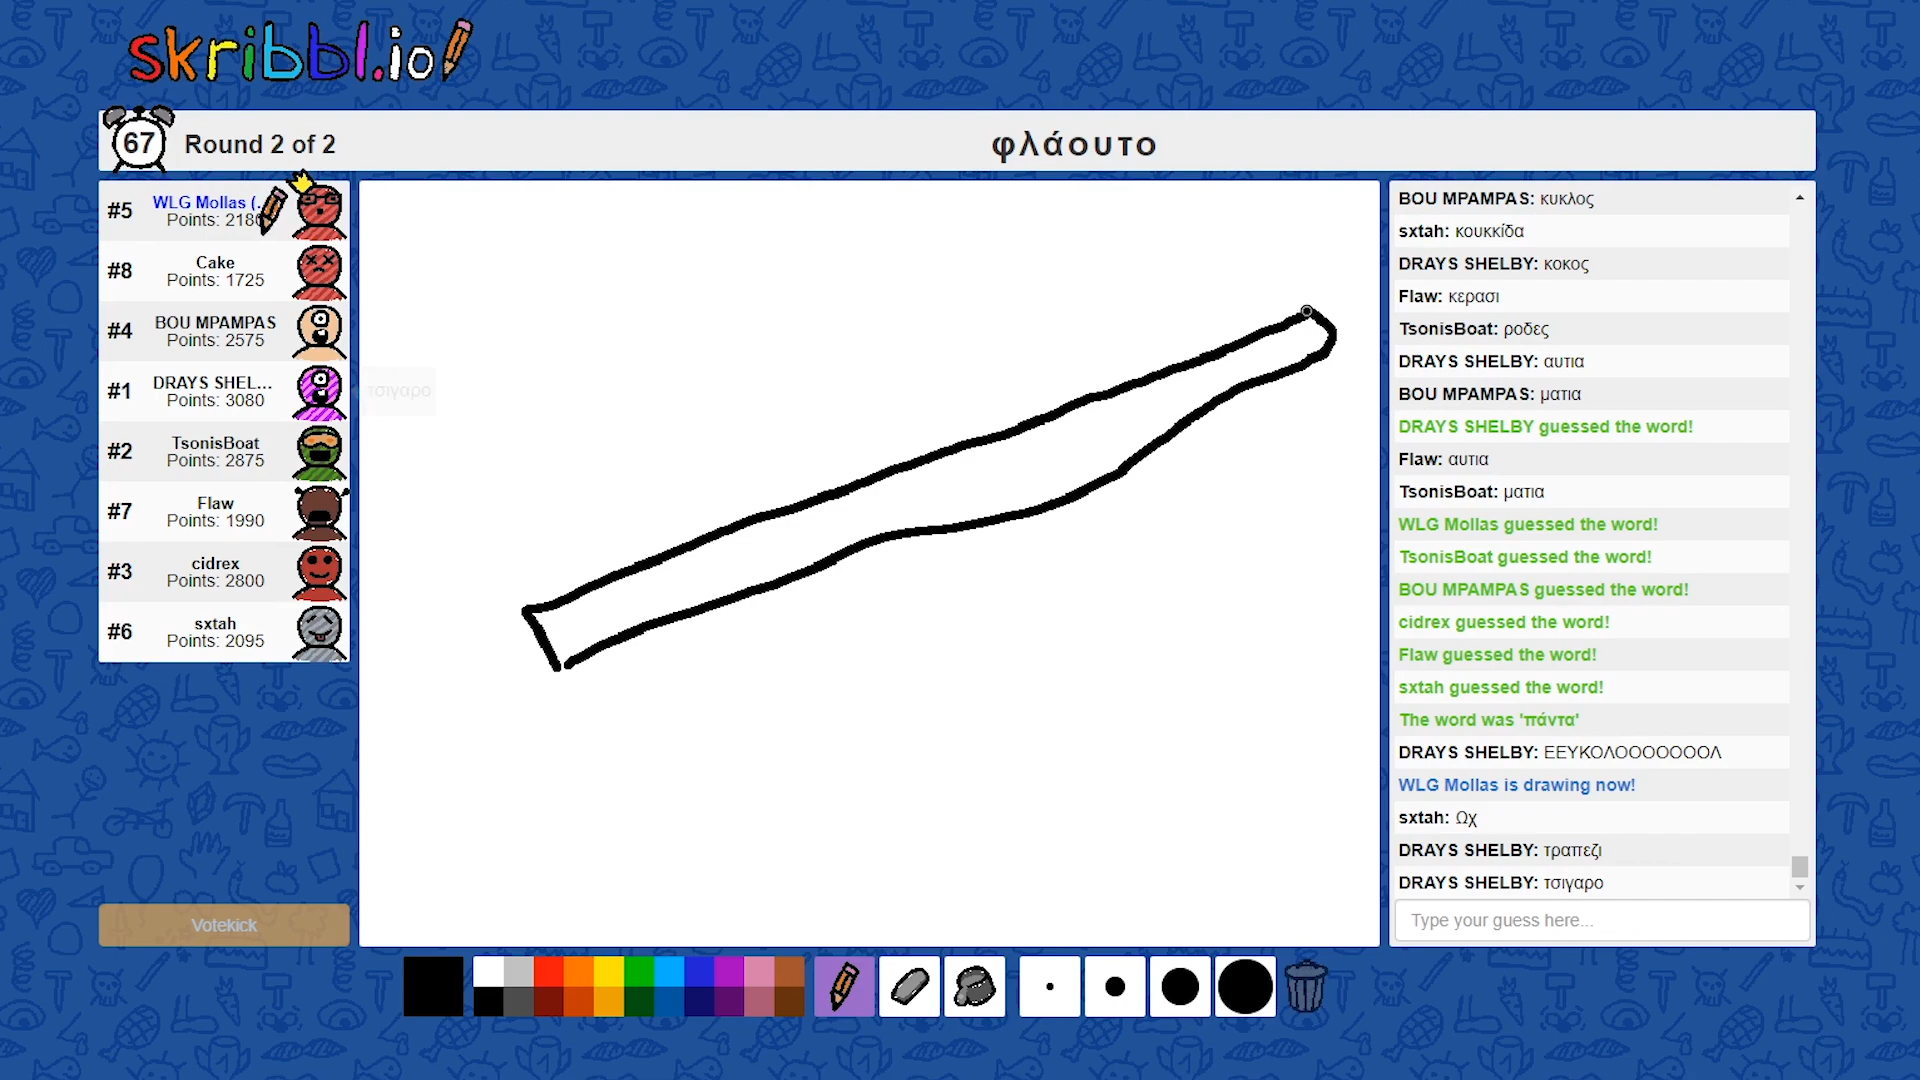 skribbl.io
67
Round 2 of 2
φλάουτο
#5
WLG Mollas (.
Points: 2180
#8
Cake
Points: 1725
#4
BOU MPAMPAS
Points: 2575
#1
DRAYS SHEL...
Points: 3080
#2
TsonisBoat
Points: 2875
#7
Flaw
Points: 1990
#3
cidrex
Points: 2800
#6
sxtah
Points: 2095
τσιγαρο
Votekick
BOU MPAMPAS: κυκλος
sxtah: κουκκίδα
DRAYS SHELBY: κοκος
Flaw: κερασι
TsonisBoat: ροδες
DRAYS SHELBY: αυτια
BOU MPAMPAS: ματια
DRAYS SHELBY guessed the word!
Flaw: αυτια
TsonisBoat: ματια
WLG Mollas guessed the word!
TsonisBoat guessed the word!
BOU MPAMPAS guessed the word!
cidrex guessed the word!
Flaw guessed the word!
sxtah guessed the word!
The word was 'πάντα'
DRAYS SHELBY: ΕΕΥΚΟΛΟΟΟΟΟΟΟΛ
WLG Mollas is drawing now!
sxtah: Ωχ
DRAYS SHELBY: τραπεζι
DRAYS SHELBY: τσιγαρο
Type your guess here...